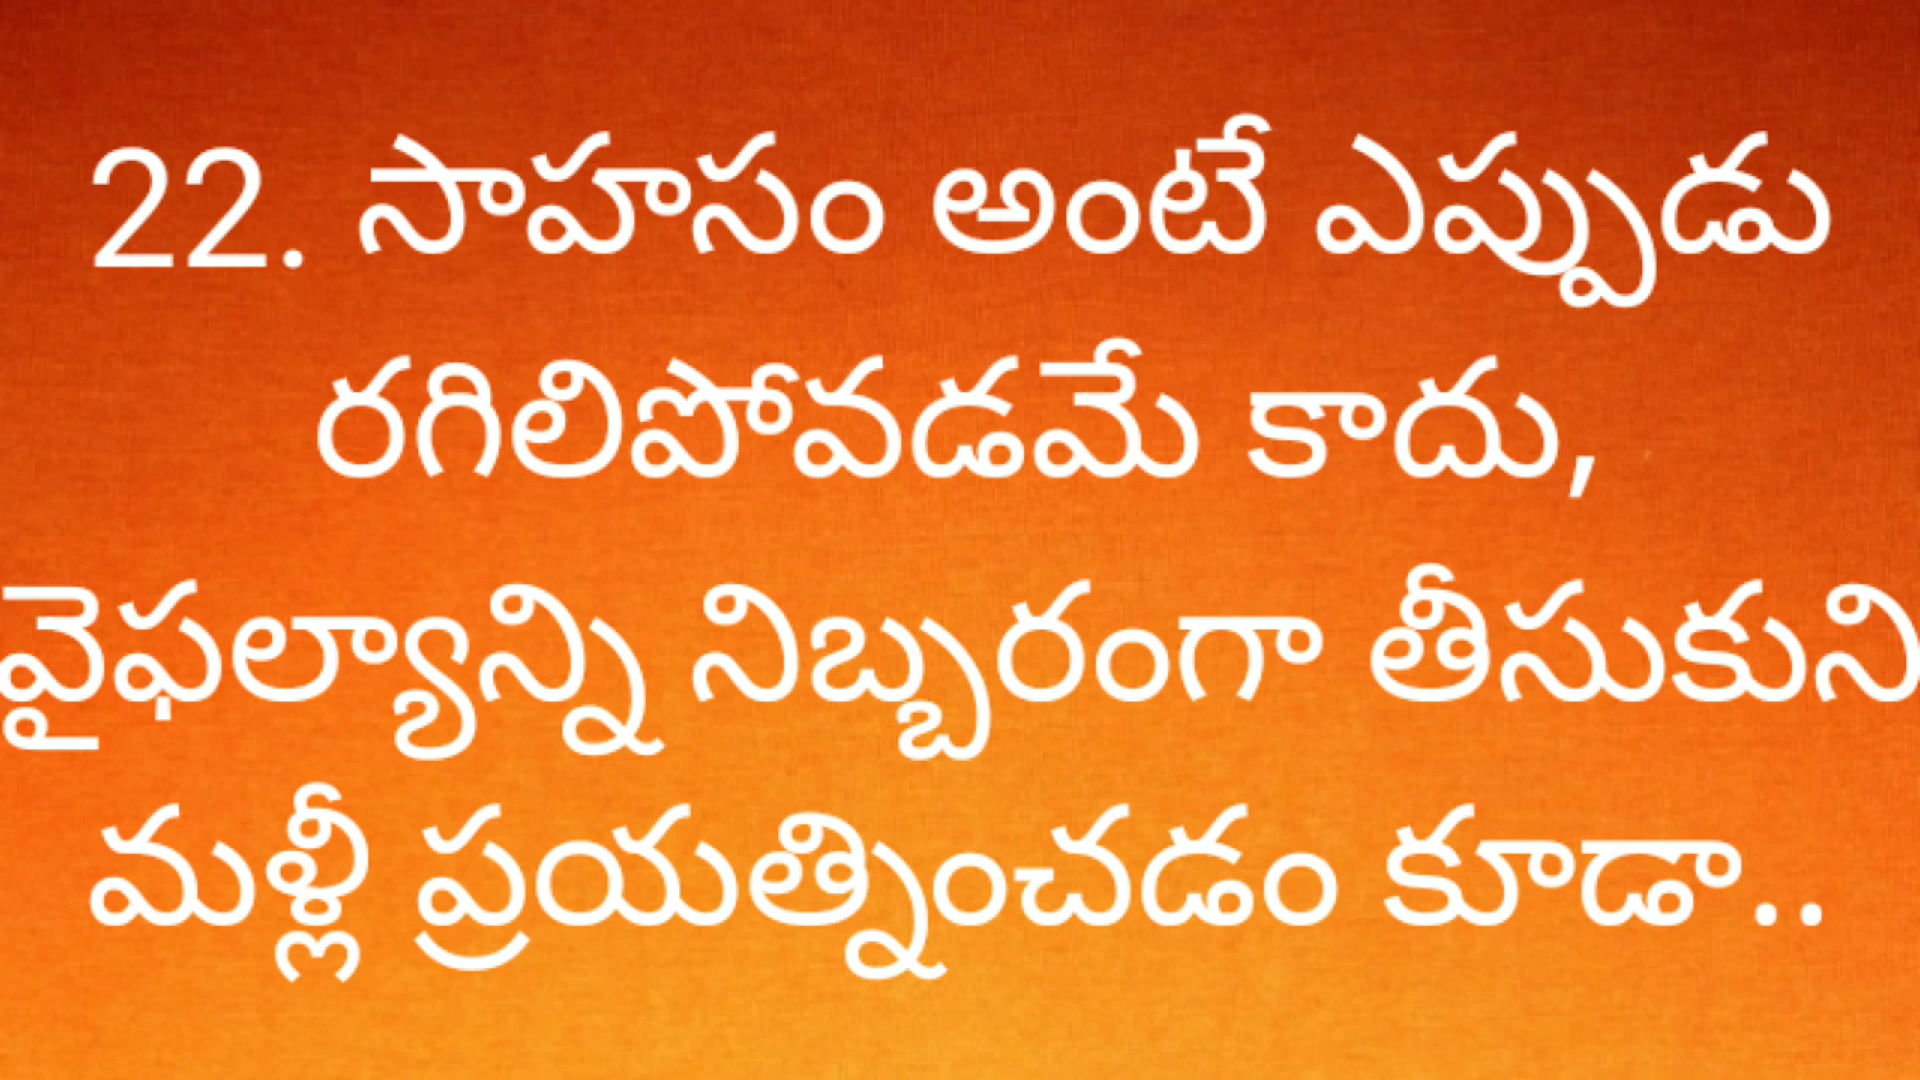 22. సాహసం అంటే ఎప్పుడు
రగిలిపోవడమే కాదు,
వైఫల్యాన్ని నిబ్బరంగా తీసుకుని
మళ్లీ ప్రయత్నించడం కూడా..